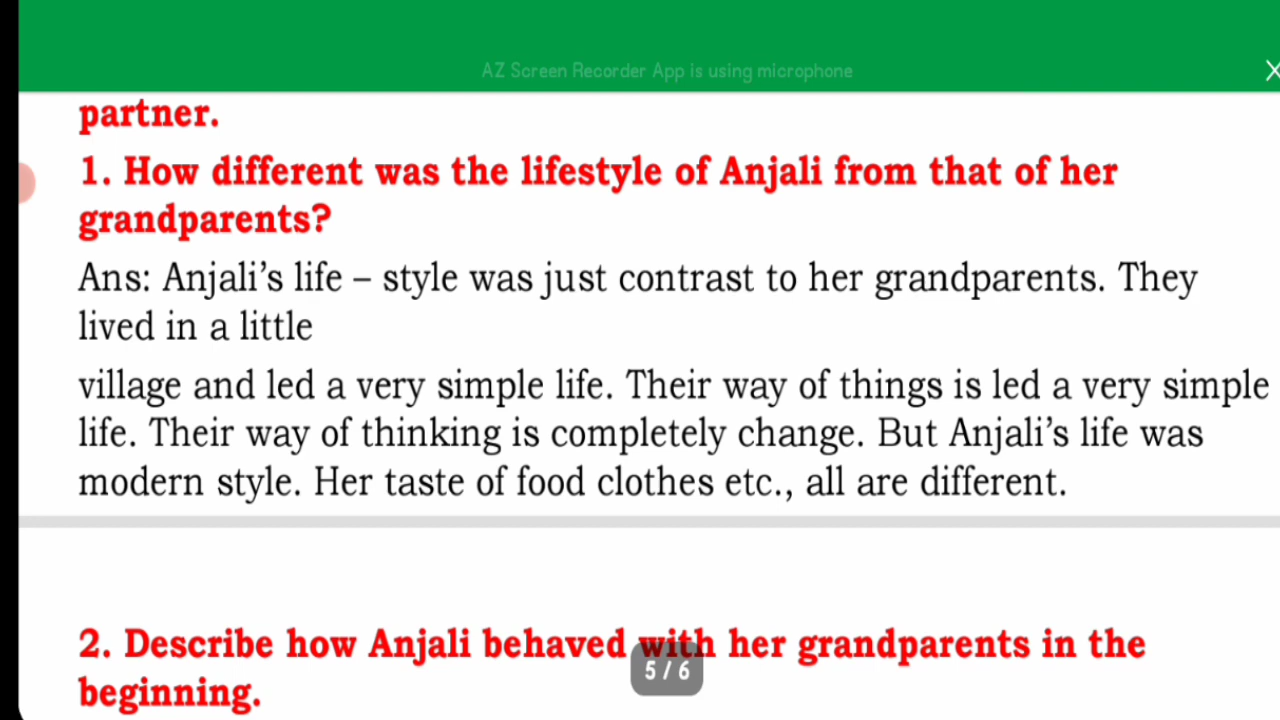 AZ Screen Recorder App is using microphone
partner.
1. How different was the lifestyle of Anjali from that of her
grandparents?
Ans: Anjali’s life – style was just contrast to her grandparents. They
lived in a little
village and led a very simple life. Their way of things is led a very simple
life. Their way of thinking is completely change. But Anjali’s life was
modern style. Her taste of food clothes etc., all are different.
2. Describe how Anjali behaved with her grandparents in the
beginning.
5 / 6